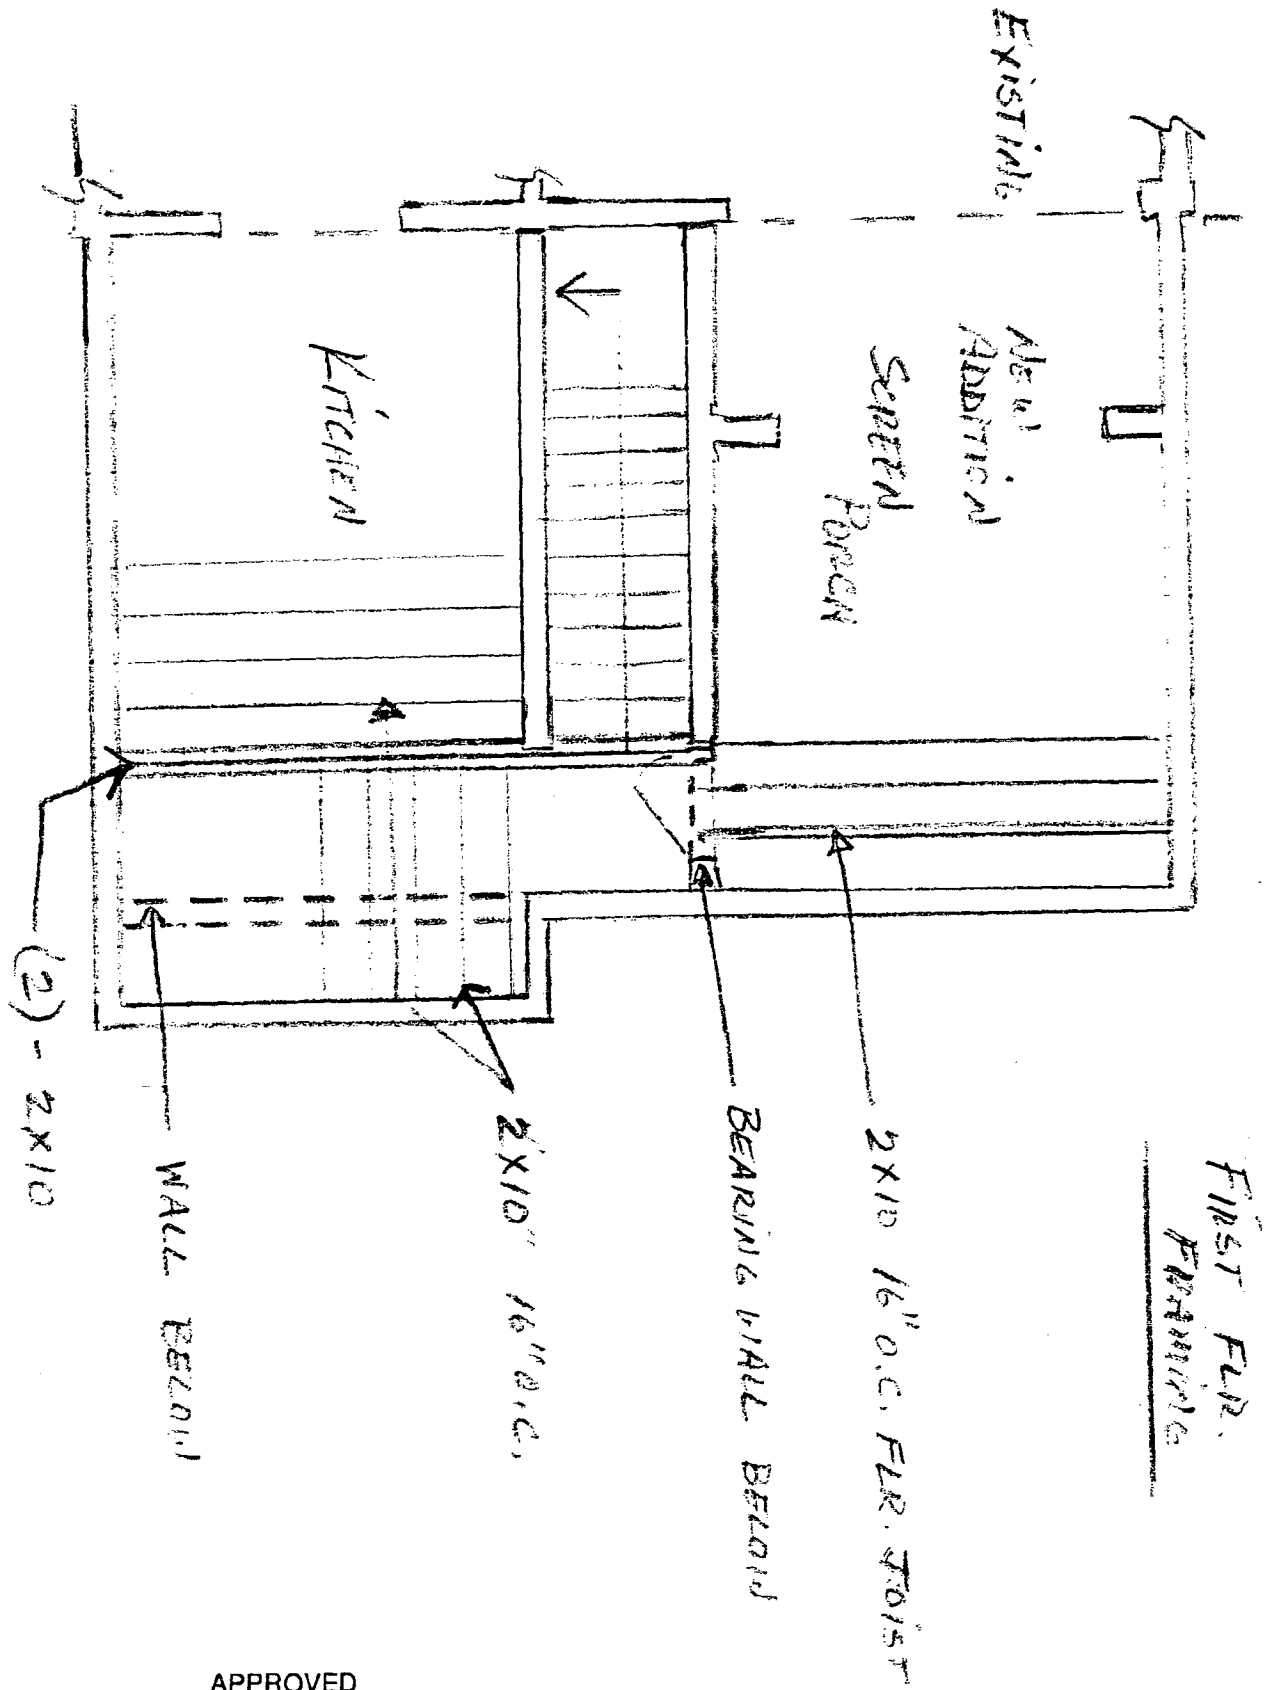 FIRST FLR.
FRAMING
EXISTING
NEW
ADDITION
SCREEN
PORCH
KITCHEN
2X10 16" O.C. FLR. JOIST
BEARING WALL BELOW
2X10" 16" O.C.
WALL BELOW
(2) - 2X10
APPROVED